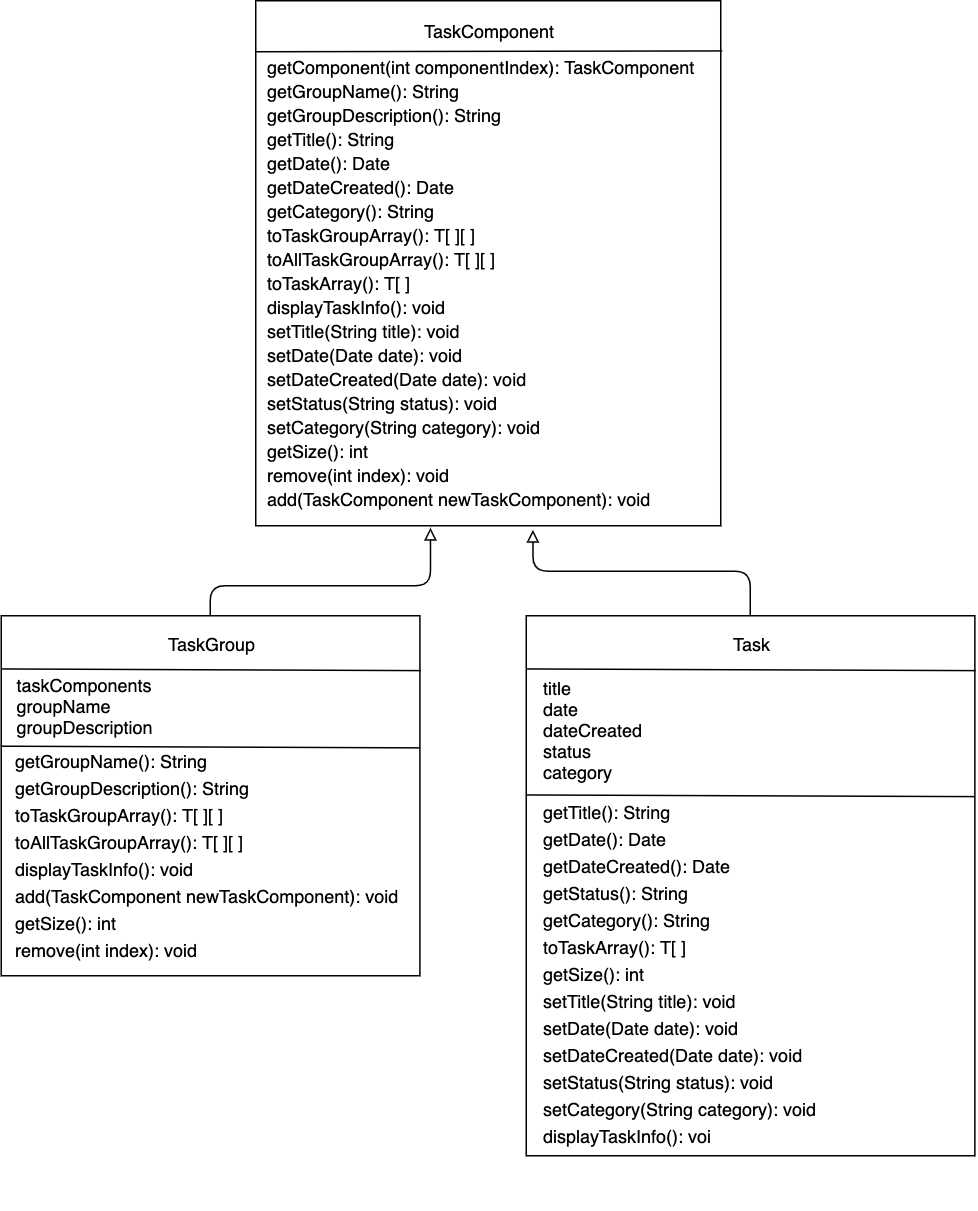 TaskComponent
getComponent(int componentIndex): TaskComponent
getGroupName(): String
getGroupDescription(): String
getTitle(): String
getDate(): Date
getDateCreated(): Date
getCategory(): String
toTaskGroupArray(): T[ ][ ]
toAllTaskGroupArray(): T[ ][ ]
toTaskArray(): T[ ]
displayTaskInfo(): void
setTitle(String title): void
setDate(Date date): void
setDateCreated(Date date): void
setStatus(String status): void
setCategory(String category): void
getSize(): int
remove(int index): void
add(TaskComponent newTaskComponent): void
TaskGroup
taskComponents
groupName
groupDescription
getGroupName(): String
getGroupDescription(): String
toTaskGroupArray(): T[ ][ ]
toAllTaskGroupArray(): T[ ][ ]
displayTaskInfo(): void
add(TaskComponent newTaskComponent): void
getSize(): int
remove(int index): void
Task
title
date
dateCreated
status
category
getTitle(): String
getDate(): Date
getDateCreated(): Date
getStatus(): String
getCategory(): String
toTaskArray(): T[ ]
getSize(): int
setTitle(String title): void
setDate(Date date): void
setDateCreated(Date date): void
setStatus(String status): void
setCategory(String category): void
displayTaskInfo(): voi